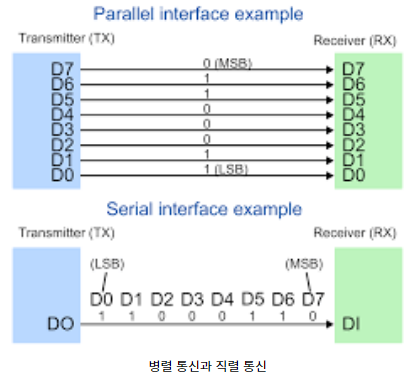 Parallel interface example
Transmitter (TX) Receiver (RX)
D7 0 (MSB) D7
D6 1 D6
D5 1 D5
D4 0 D4
D3 0 D3
D2 0 D2
D1 1 D1
D0 1 (LSB) D0
Serial interface example
Transmitter (TX) Receiver (RX)
(LSB) (MSB)
D0 D1 D2 D3 D4 D5 D6 D7
1 1 0 0 0 1 1 0
DO DI
병렬 통신과 직렬 통신